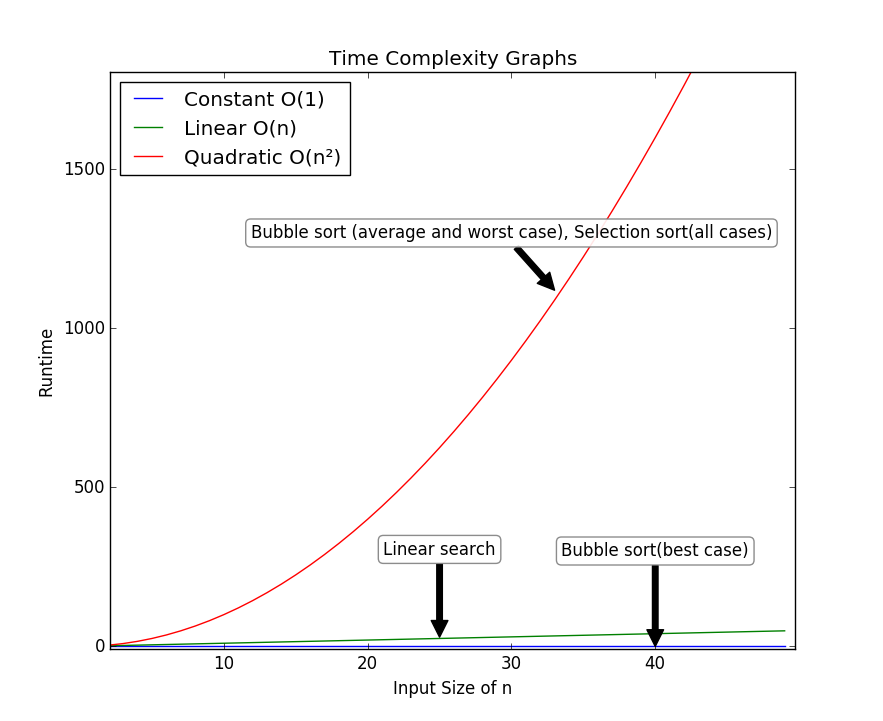 Time Complexity Graphs
Constant O(1)
Linear O(n)
Quadratic O(n²)
1500
Bubble sort (average and worst case), Selection sort(all cases)
1000
Runtime
500
Linear search
Bubble sort(best case)
0
10 20 30 40
Input Size of n